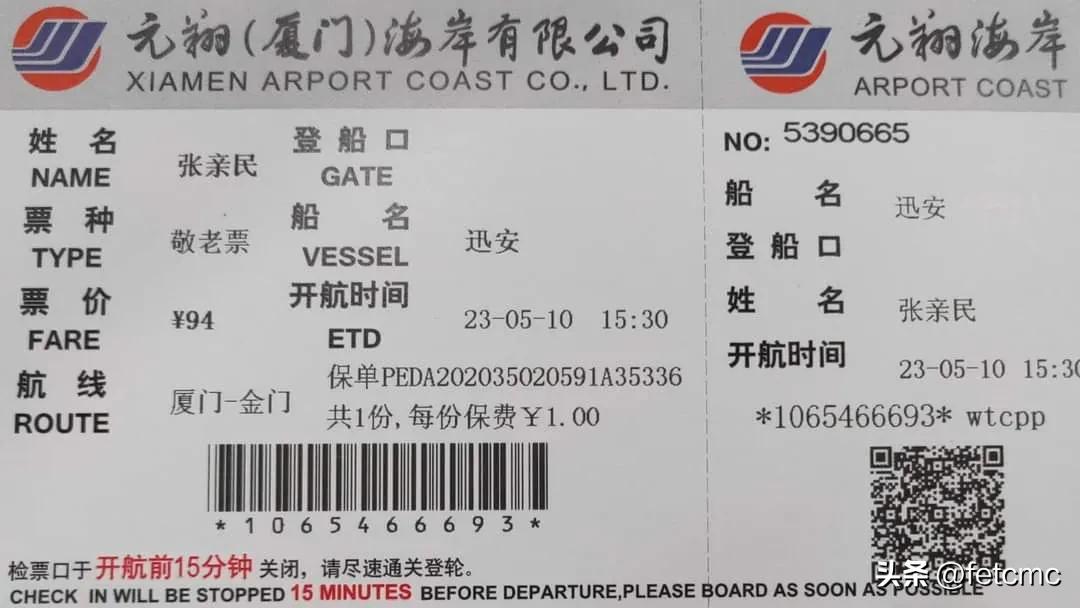 元翔(厦门)海岸有限公司
XIAMEN ARPORT COAST CO., LTD.
姓 名 张亲民 登 船 口
NAME GATE
票 种 敬老票 船 名 迅安
TYPE VESSEL
票 价 ¥94 开航时间 23-05-10 15:30
FARE ETD
航 线 厦门-金门 保单PEDA202035020591A35336
ROUTE 共1份,每份保费￥1.00
*1065466693*
元翔海岸
ARPORT COAST
NO: 5390665
船 名 迅安
登 船 口
姓 名 张亲民
开航时间 23-05-10 15:30
*1065466693* wtcpp
检票口于开航前15分钟关闭，请尽速通关登轮。
CHECK IN WILL BE STOPPED 15 MINUTES BEFORE DEPARTURE,PLEASE BOARD AS SOON AS POSSIBLE
头条 @fetcmc